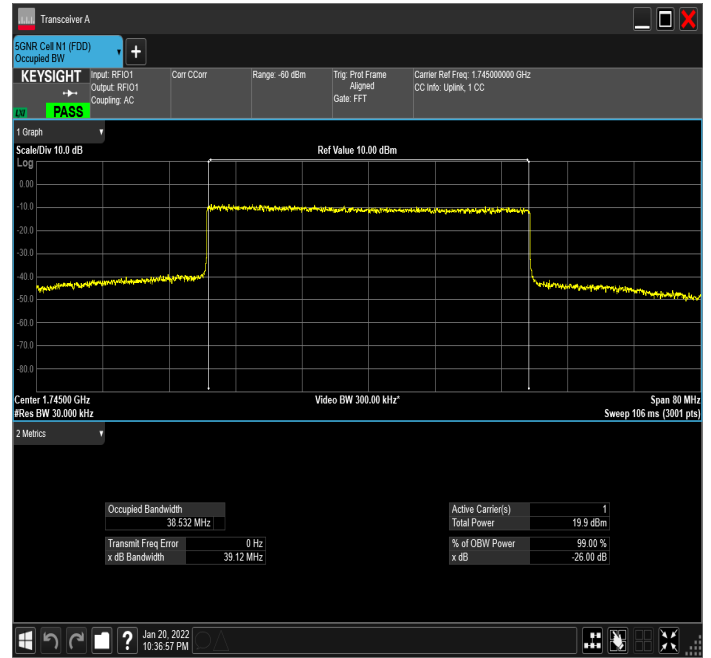 Transceiver A
5GNR Cell N1 (FDD)
Occupied BW
+
KEYSIGHT
LXI
PASS
Input: RFIO1
Output: RFIO1
Coupling: AC
Corr CCorr
Range: -60 dBm
Trig: Prot Frame
Aligned
Gate: FFT
Carrier Ref Freq: 1.745000000 GHz
CC Info: Uplink, 1 CC
1 Graph
Scale/Div 10.0 dB
Ref Value 10.00 dBm
Log
0.00
-10.0
-20.0
-30.0
-40.0
-50.0
-60.0
-70.0
-80.0
Center 1.74500 GHz
Video BW 300.00 kHz*
Span 80 MHz
#Res BW 30.000 kHz
Sweep 106 ms (3001 pts)
2 Metrics
Occupied Bandwidth
38.532 MHz
Transmit Freq Error 0 Hz
x dB Bandwidth 39.12 MHz
Active Carrier(s) 1
Total Power 19.9 dBm
% of OBW Power 99.00 %
x dB -26.00 dB
?
Jan 20, 2022
10:36:57 PM